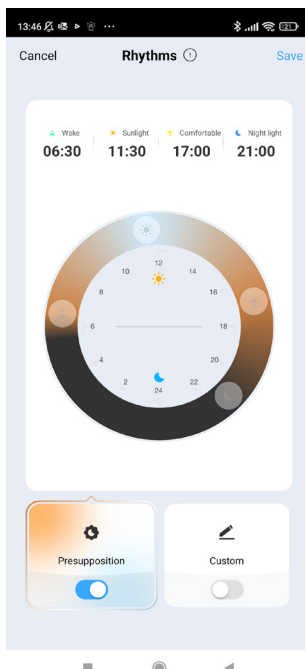 13:46 ... 21
Cancel Rhythms Save
Wake Sunlight Comfortable Night light
06:30 11:30 17:00 21:00
12
10 14
8 16
6 18
4 20
2 22
24
Presupposition Custom